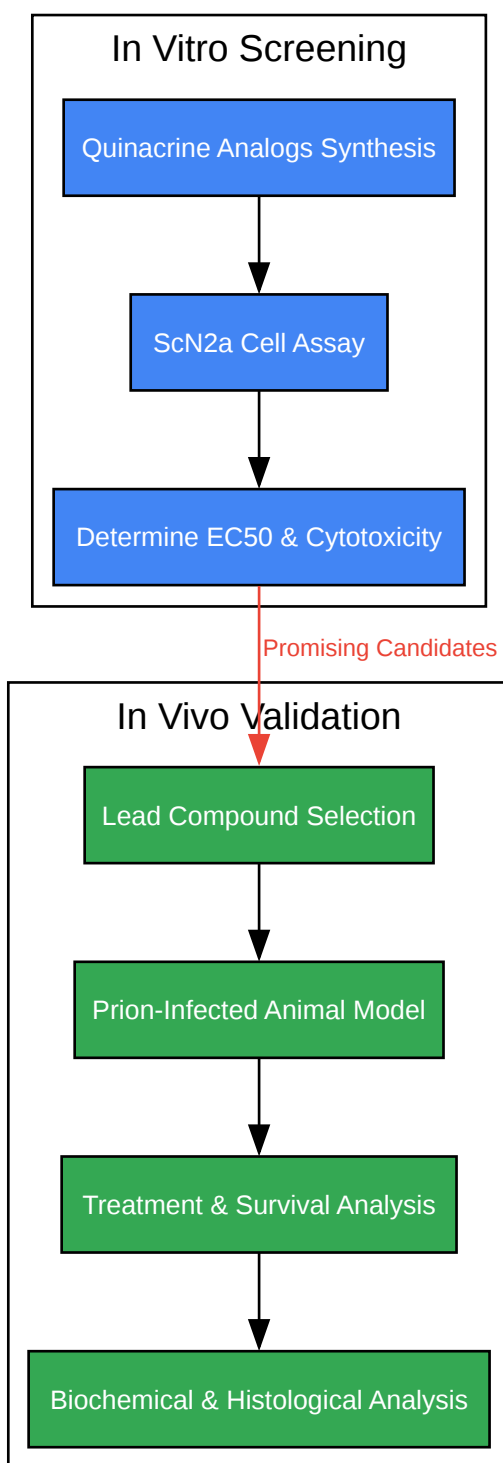 In Vitro Screening
Quinacrine Analogs Synthesis
ScN2a Cell Assay
Determine EC50 & Cytotoxicity
Promising Candidates
In Vivo Validation
Lead Compound Selection
Prion-Infected Animal Model
Treatment & Survival Analysis
Biochemical & Histological Analysis